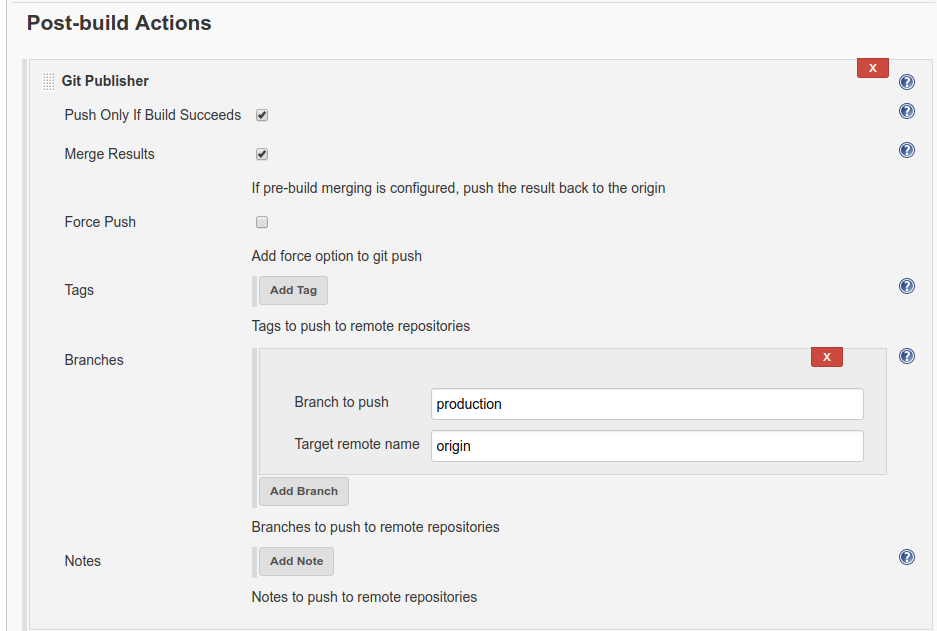 Post-build Actions
Git Publisher
X
?
Push Only If Build Succeeds
?
Merge Results
?
If pre-build merging is configured, push the result back to the origin
Force Push
Add force option to git push
Tags
Add Tag
?
Tags to push to remote repositories
Branches
X
?
Branch to push
production
Target remote name
origin
Add Branch
Branches to push to remote repositories
Notes
Add Note
?
Notes to push to remote repositories